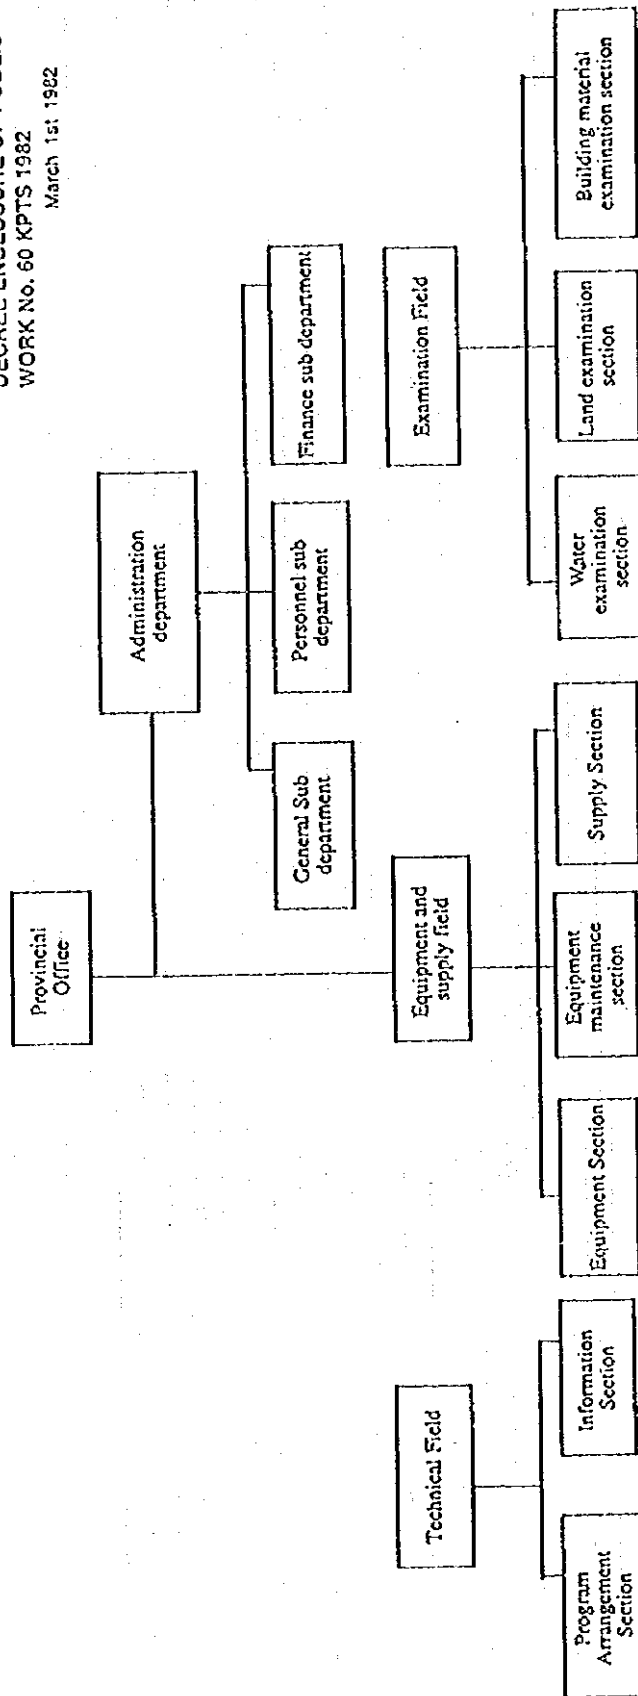 WORK No. 60 KPTS 1982
March 1st 1982
Provincial
Office
Administration
department
General Sub
department
Personnel sub
department
Finance sub department
Technical Field
Equipment and
supply field
Examination Field
Program
Arrangement
Section
Information
Section
Equipment Section
Equipment
maintenance
section
Supply Section
Water
examination
section
Land examination
section
Building material
examination section